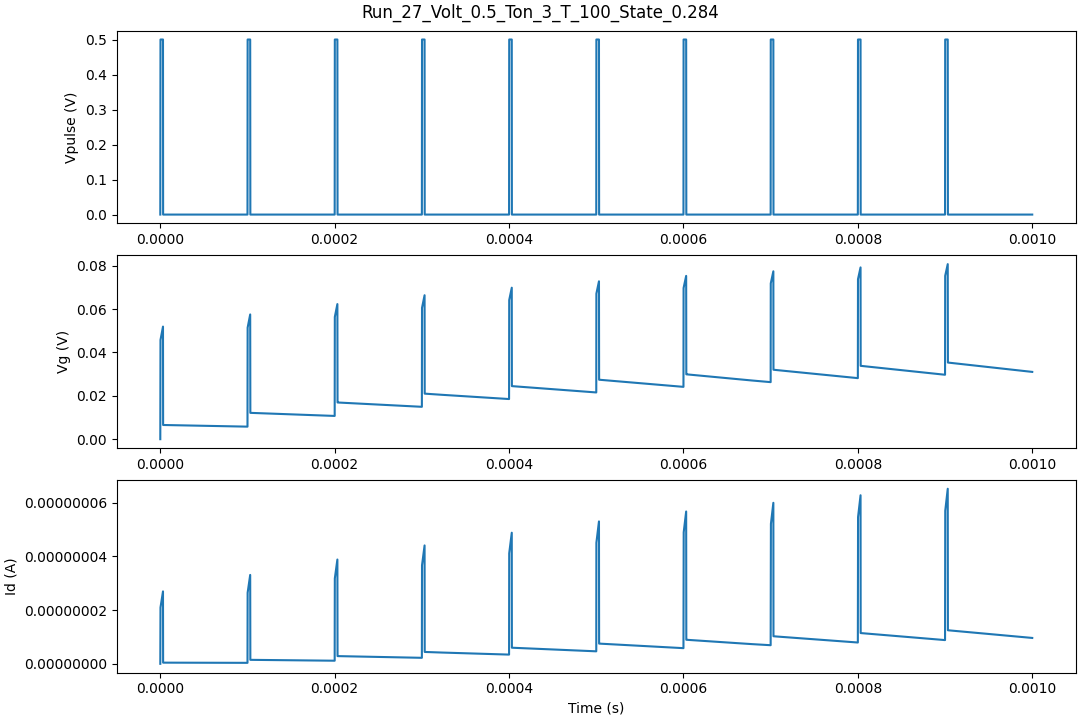 Run_27_Volt_0.5_Ton_3_T_100_State_0.284
Vpulse (V)
0.5
0.4
0.3
0.2
0.1
0.0
0.0000 0.0002 0.0004 0.0006 0.0008 0.0010
Vg (V)
0.08
0.06
0.04
0.02
0.00
0.0000 0.0002 0.0004 0.0006 0.0008 0.0010
Id (A)
0.00000006
0.00000004
0.00000002
0.00000000
0.0000 0.0002 0.0004 0.0006 0.0008 0.0010
Time (s)